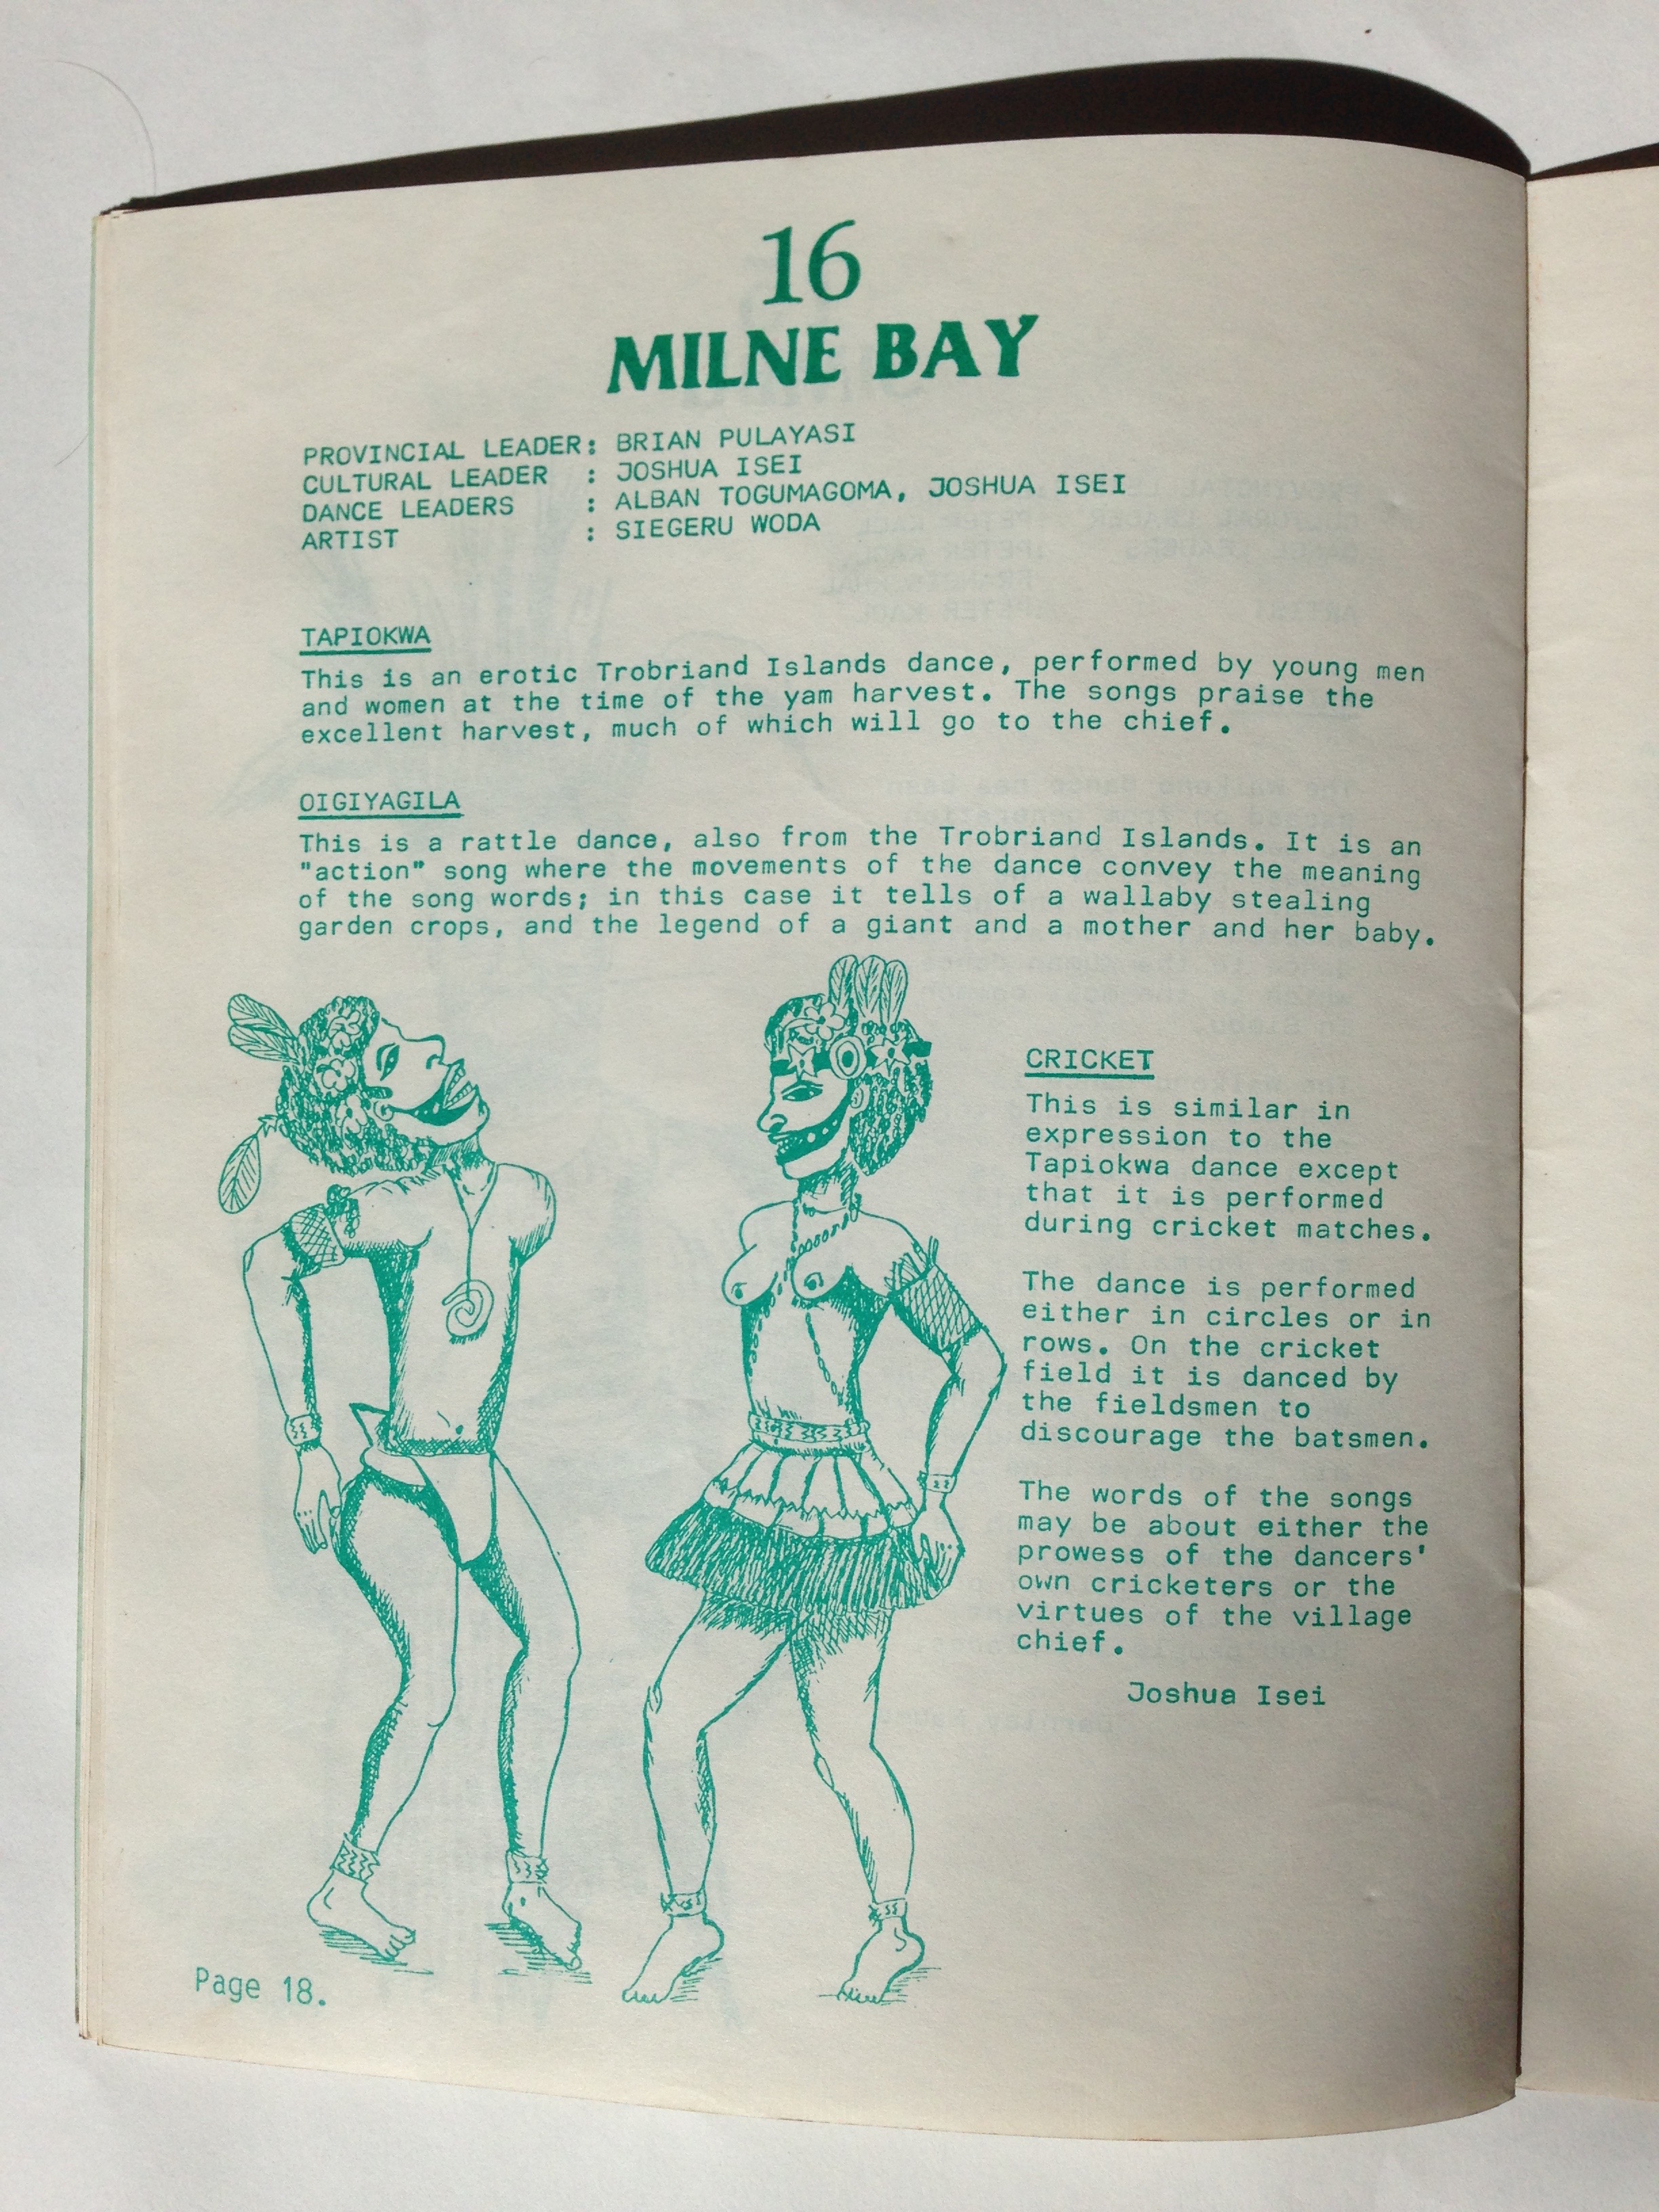 16
MILNE BAY
PROVINCIAL LEADER: BRIAN PULAYASI
CULTURAL LEADER : JOSHUA ISEI
DANCE LEADERS : ALBAN TOGUMAGOMA, JOSHUA ISEI
ARTIST : SIEGERU WODA
TAPIOKWA
This is an erotic Trobriand Islands dance, performed by young men
and women at the time of the yam harvest. The songs praise the
excellent harvest, much of which will go to the chief.
OIGIYAGILA
This is a rattle dance, also from the Trobriand Islands. It is an
"action" song where the movements of the dance convey the meaning
of the song words; in this case it tells of a wallaby stealing
garden crops, and the legend of a giant and a mother and her baby.
CRICKET
This is similar in
expression to the
Tapiokwa dance except
that it is performed
during cricket matches.
The dance is performed
either in circles or in
rows. On the cricket
field it is danced by
the fieldsmen to
discourage the batsmen.
The words of the songs
may be about either the
prowess of the dancers'
own cricketers or the
virtues of the village
chief.
Joshua Isei
Page 18.